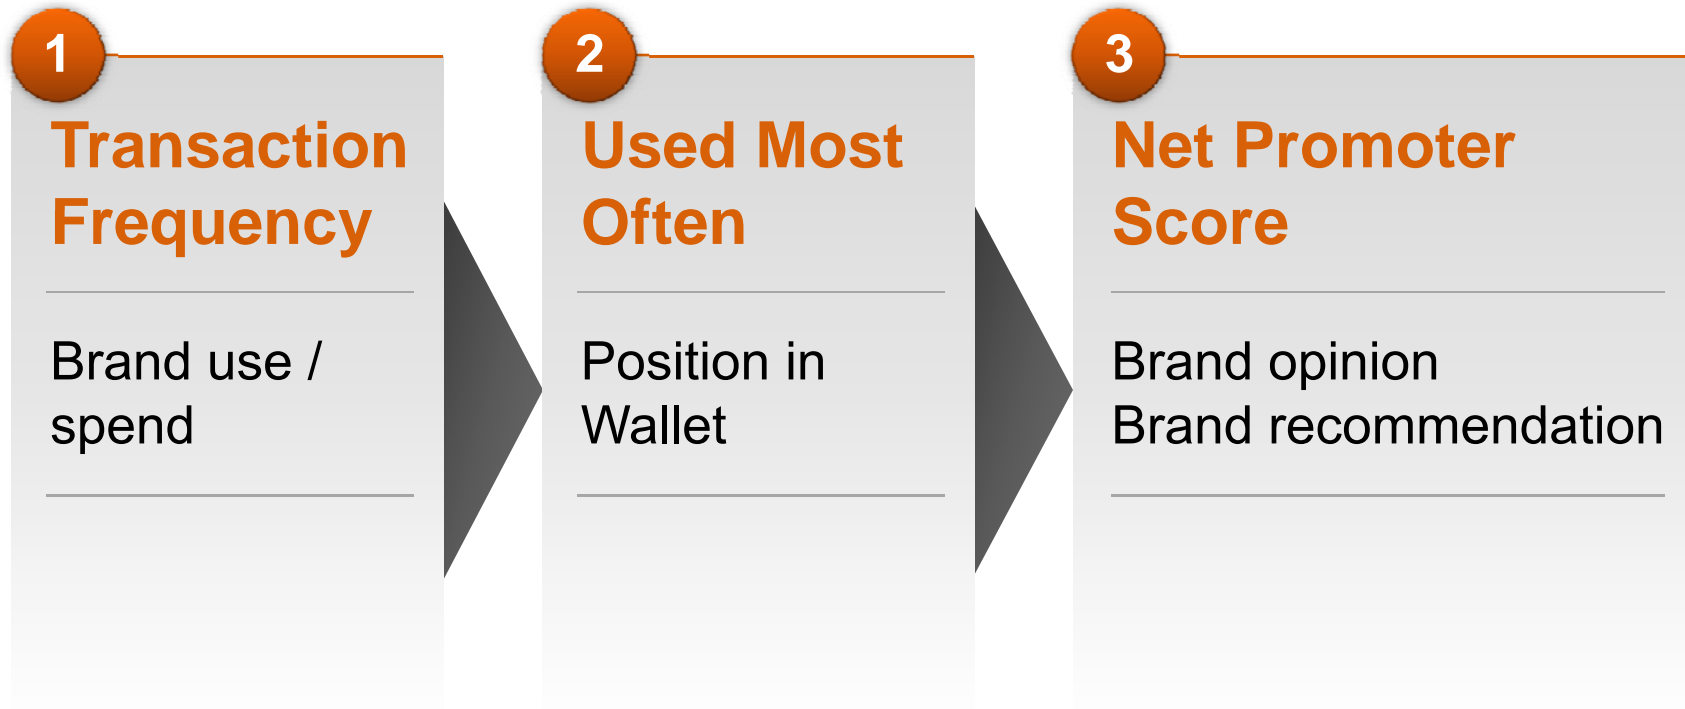 1
Transaction
Frequency
Brand use /
spend
2
Used Most
Often
Position in
Wallet
3
Net Promoter
Score
Brand opinion
Brand recommendation